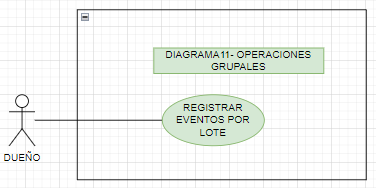 DIAGRAMA11- OPERACIONES
GRUPALES
REGISTRAR
EVENTOS POR
LOTE
DUEÑO